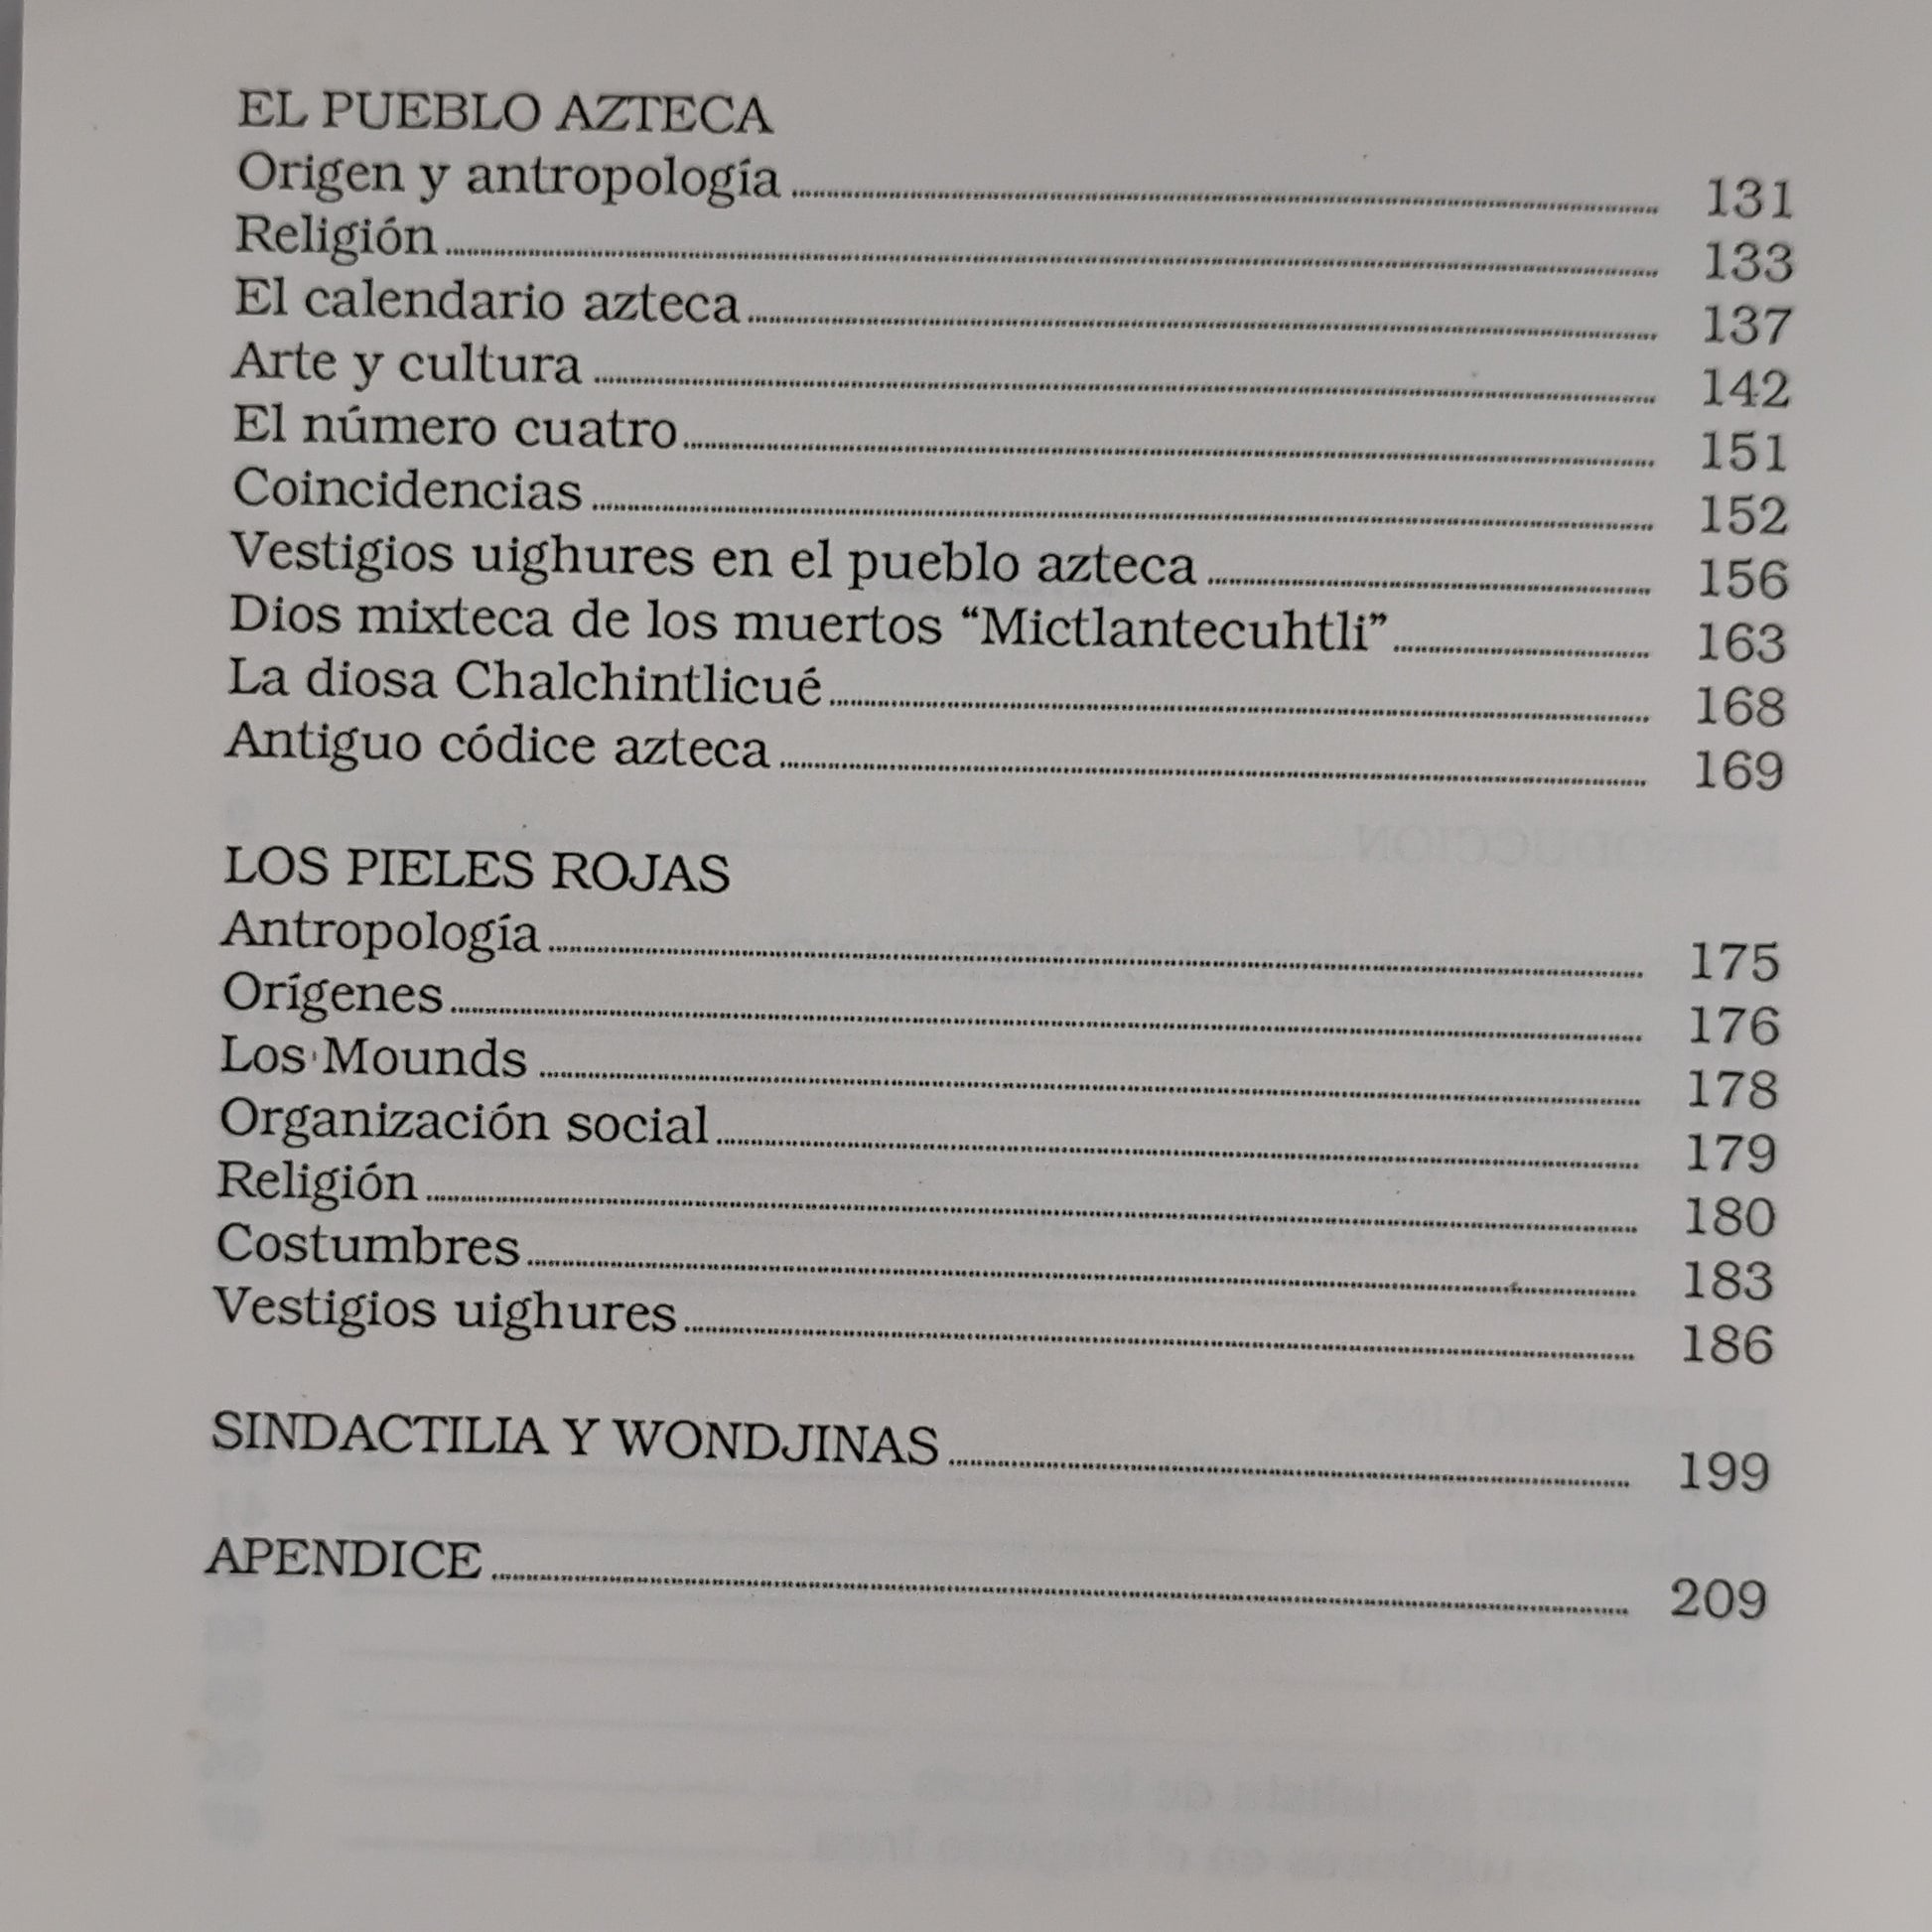 EL PUEBLO AZTECA
Origen y antropología 131
Religión 133
El calendario azteca 137
Arte y cultura 142
El número cuatro 151
Coincidencias 152
Vestigios uighures en el pueblo azteca 156
Dios mixteca de los muertos “Mictlantecuhtli” 163
La diosa Chalchintlicué 168
Antiguo códice azteca 169
LOS PIELES ROJAS
Antropología 175
Orígenes 176
Los Mounds 178
Organización social 179
Religión 180
Costumbres 183
Vestigios uighures 186
SINDACTILIA Y WONDJINAS 199
APENDICE 209